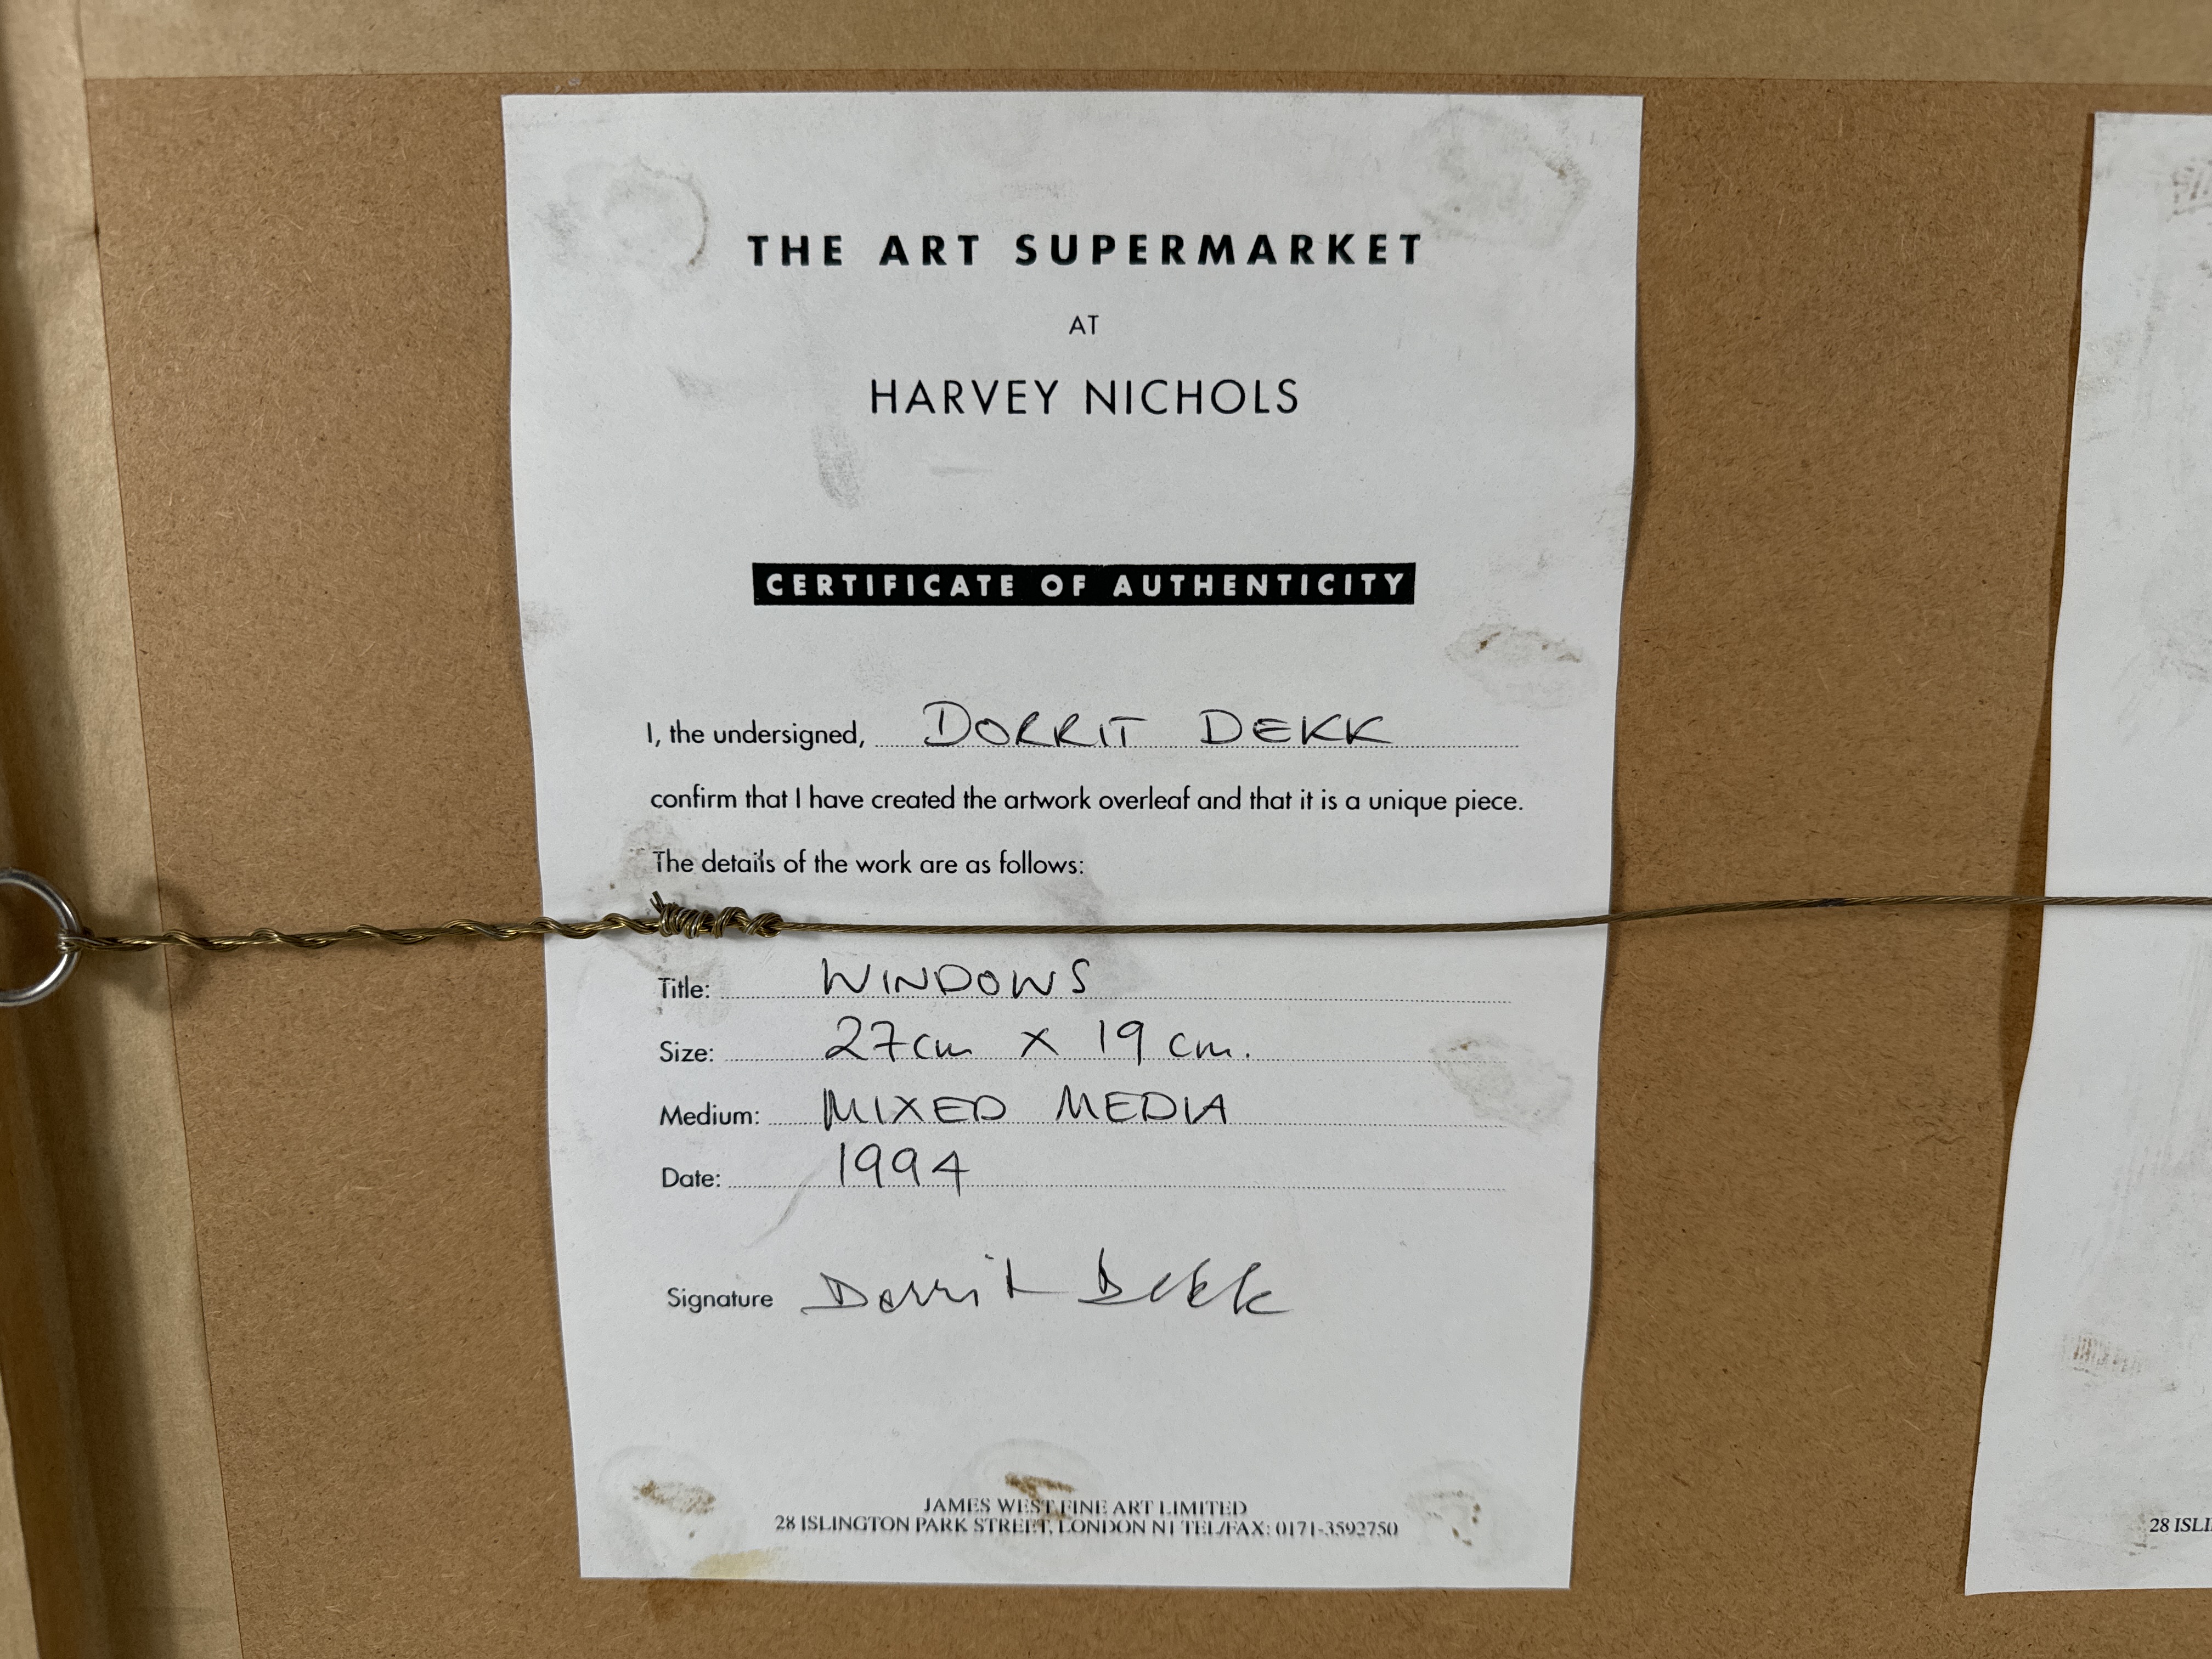 THE ART SUPERMARKET
AT
HARVEY NICHOLS
CERTIFICATE OF AUTHENTICITY
I, the undersigned, DORRIT DEKK
confirm that I have created the artwork overleaf and that it is a unique piece.
The details of the work are as follows:
Title: WINDOWS
Size: 27cm x 19 cm.
Medium: MIXED MEDIA
Date: 1994
Signature Dorrit Dekk
JAMES WEST FINE ART LIMITED
28 ISLINGTON PARK STREET, LONDON N1 TEL/FAX: 0171-3592750
28 ISLI